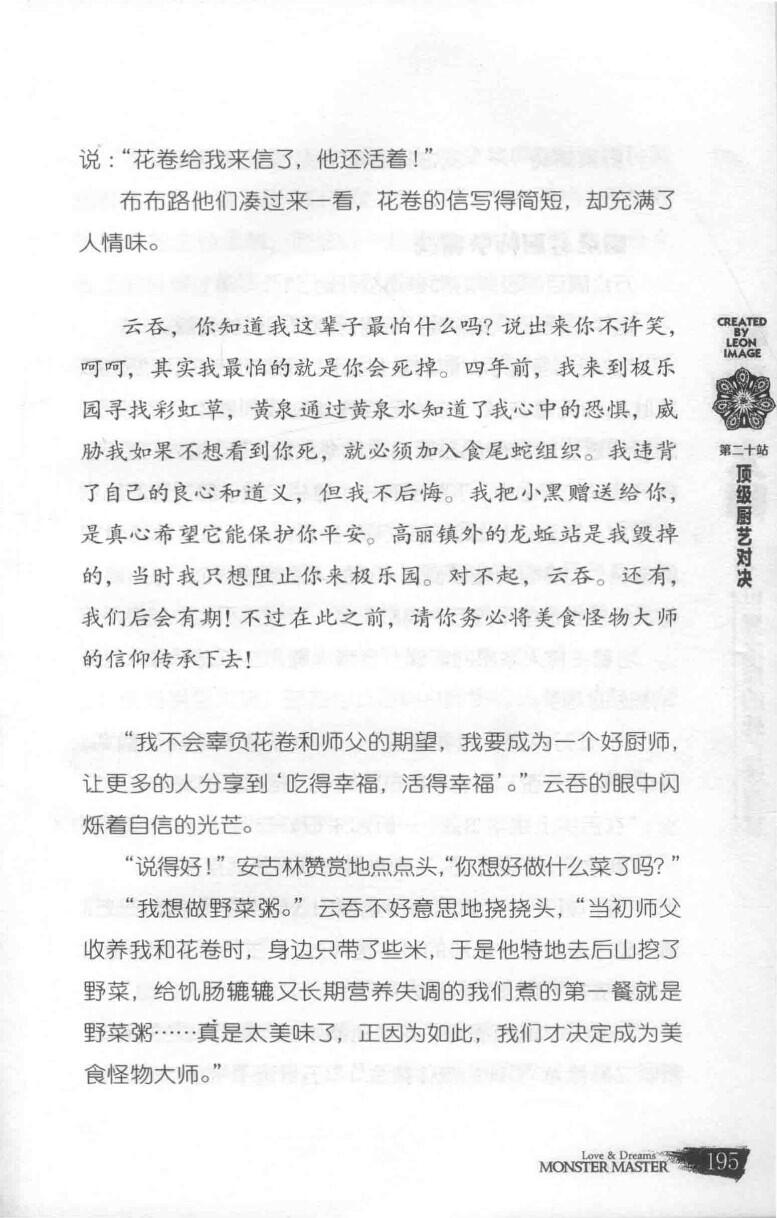 说：“花卷给我来信了，他还活着！”
布布路他们凑过来一看，花卷的信写得简短，却充满了
人情味。
云吞，你知道我这辈子最怕什么吗？说出来你不许笑，
呵呵，其实我最怕的就是你会死掉。四年前，我来到极乐
园寻找彩虹草，黄泉通过黄泉水知道了我心中的恐惧，威
胁我如果不想看到你死，就必须加入食尾蛇组织。我违背
了自己的良心和道义，但我不后悔。我把小黑赠送给你，
是真心希望它能保护你平安。高丽镇外的龙蚯站是我毁掉
的，当时我只想阻止你来极乐园。对不起，云吞。还有，
我们后会有期！不过在此之前，请你务必将美食怪物大师
的信仰传承下去！
“我不会辜负花卷和师父的期望，我要成为一个好厨师，
让更多的人分享到‘吃得幸福，活得幸福’。”云吞的眼中闪
烁着自信的光芒。
“说得好！”安古林赞赏地点点头，“你想好做什么菜了吗？”
“我想做野菜粥。”云吞不好意思地挠挠头，“当初师父
收养我和花卷时，身边只带了些米，于是他特地去后山挖了
野菜，给饥肠辘辘又长期营养失调的我们煮的第一餐就是
野菜粥……真是太美味了，正因为如此，我们才决定成为美
食怪物大师。”
CREATED
BY
LEON
IMAGE
第二十站
顶级厨艺对决
Love & Dreams
MONSTER MASTER
195